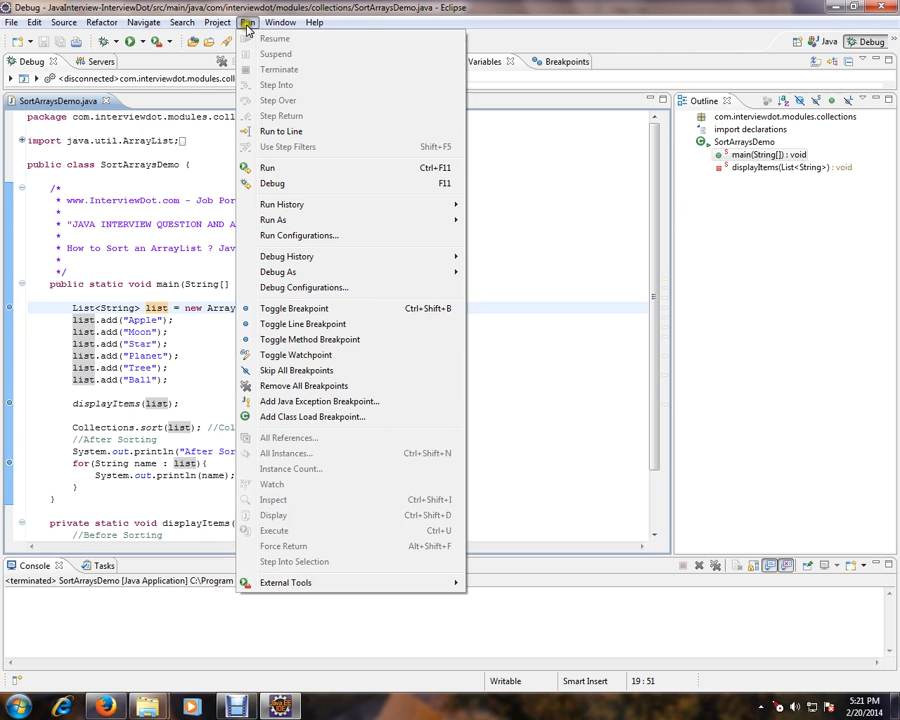 Debug - JavaInterview-InterviewDot/src/main/java/com/interviewdot/modules/collections/SortArraysDemo.java - Eclipse
File Edit Source Refactor Navigate Search Project Run Window Help
Java Debug
Debug Servers
<disconnected>com.interviewdot.modules.coll
Variables Breakpoints
SortArraysDemo.java
package com.interviewdot.modules.coll
import java.util.ArrayList;
public class SortArraysDemo {
/*
* www.InterviewDot.com - Job Por
*
* "JAVA INTERVIEW QUESTION AND A
*
* How to Sort an ArrayList ? Jav
*
*/
public static void main(String[]
List<String> list = new Array
list.add("Apple");
list.add("Moon");
list.add("Star");
list.add("Planet");
list.add("Tree");
list.add("Ball");
displayItems(list);
Collections.sort(list); //Col
//After Sorting
System.out.println("After Sor
for(String name : list){
System.out.println(name);
}
}
private static void displayItems(
//Before Sorting
Resume
Suspend
Terminate
Step Into
Step Over
Step Return
Run to Line
Use Step Filters Shift+F5
Run Ctrl+F11
Debug F11
Run History
Run As
Run Configurations...
Debug History
Debug As
Debug Configurations...
Toggle Breakpoint Ctrl+Shift+B
Toggle Line Breakpoint
Toggle Method Breakpoint
Toggle Watchpoint
Skip All Breakpoints
Remove All Breakpoints
Add Java Exception Breakpoint...
Add Class Load Breakpoint...
All References...
All Instances... Ctrl+Shift+N
Instance Count...
Watch
Inspect Ctrl+Shift+I
Display Ctrl+Shift+D
Execute Ctrl+U
Force Return Alt+Shift+F
Step Into Selection
External Tools
Outline
com.interviewdot.modules.collections
import declarations
SortArraysDemo
main(String[]) : void
displayItems(List<String>) : void
Console Tasks
<terminated> SortArraysDemo [Java Application] C:\Program
Writable Smart Insert 19 : 51
5:21 PM
2/20/2014